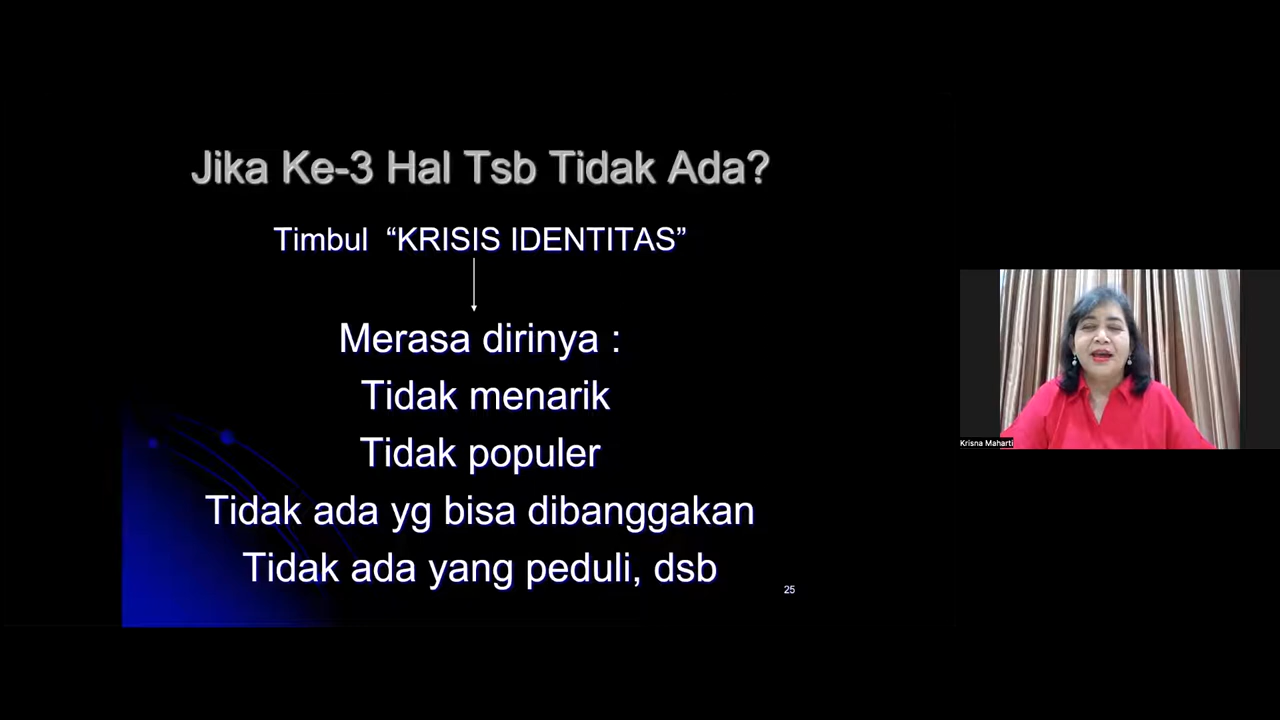 Jika Ke-3 Hal Tsb Tidak Ada?
Timbul “KRISIS IDENTITAS”
Merasa dirinya :
Tidak menarik
Tidak populer
Tidak ada yg bisa dibanggakan
Tidak ada yang peduli, dsb
25
Krisna Maharti